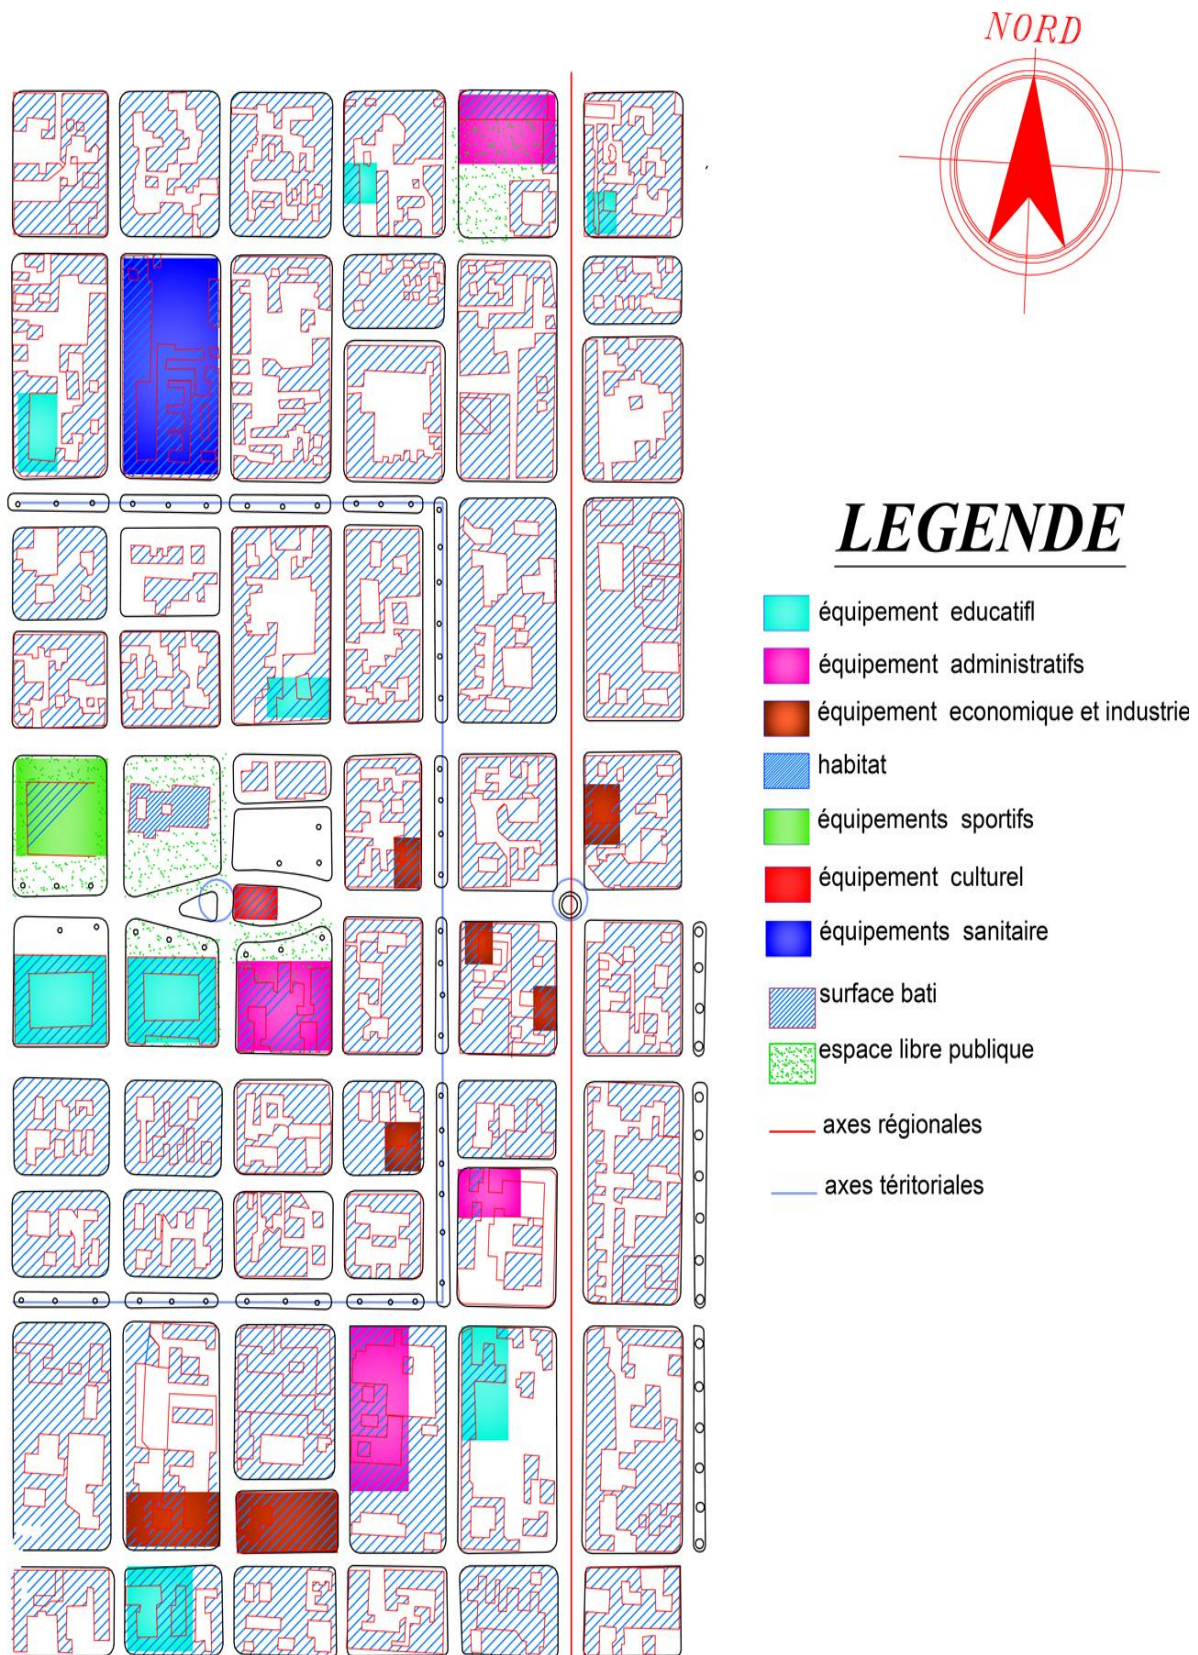 NORD
LEGENDE
équipement educatifl
équipement administratifs
équipement economique et industrie
habitat
équipements sportifs
équipement culturel
équipements sanitaire
surface bati
espace libre publique
axes régionales
axes téritoriales